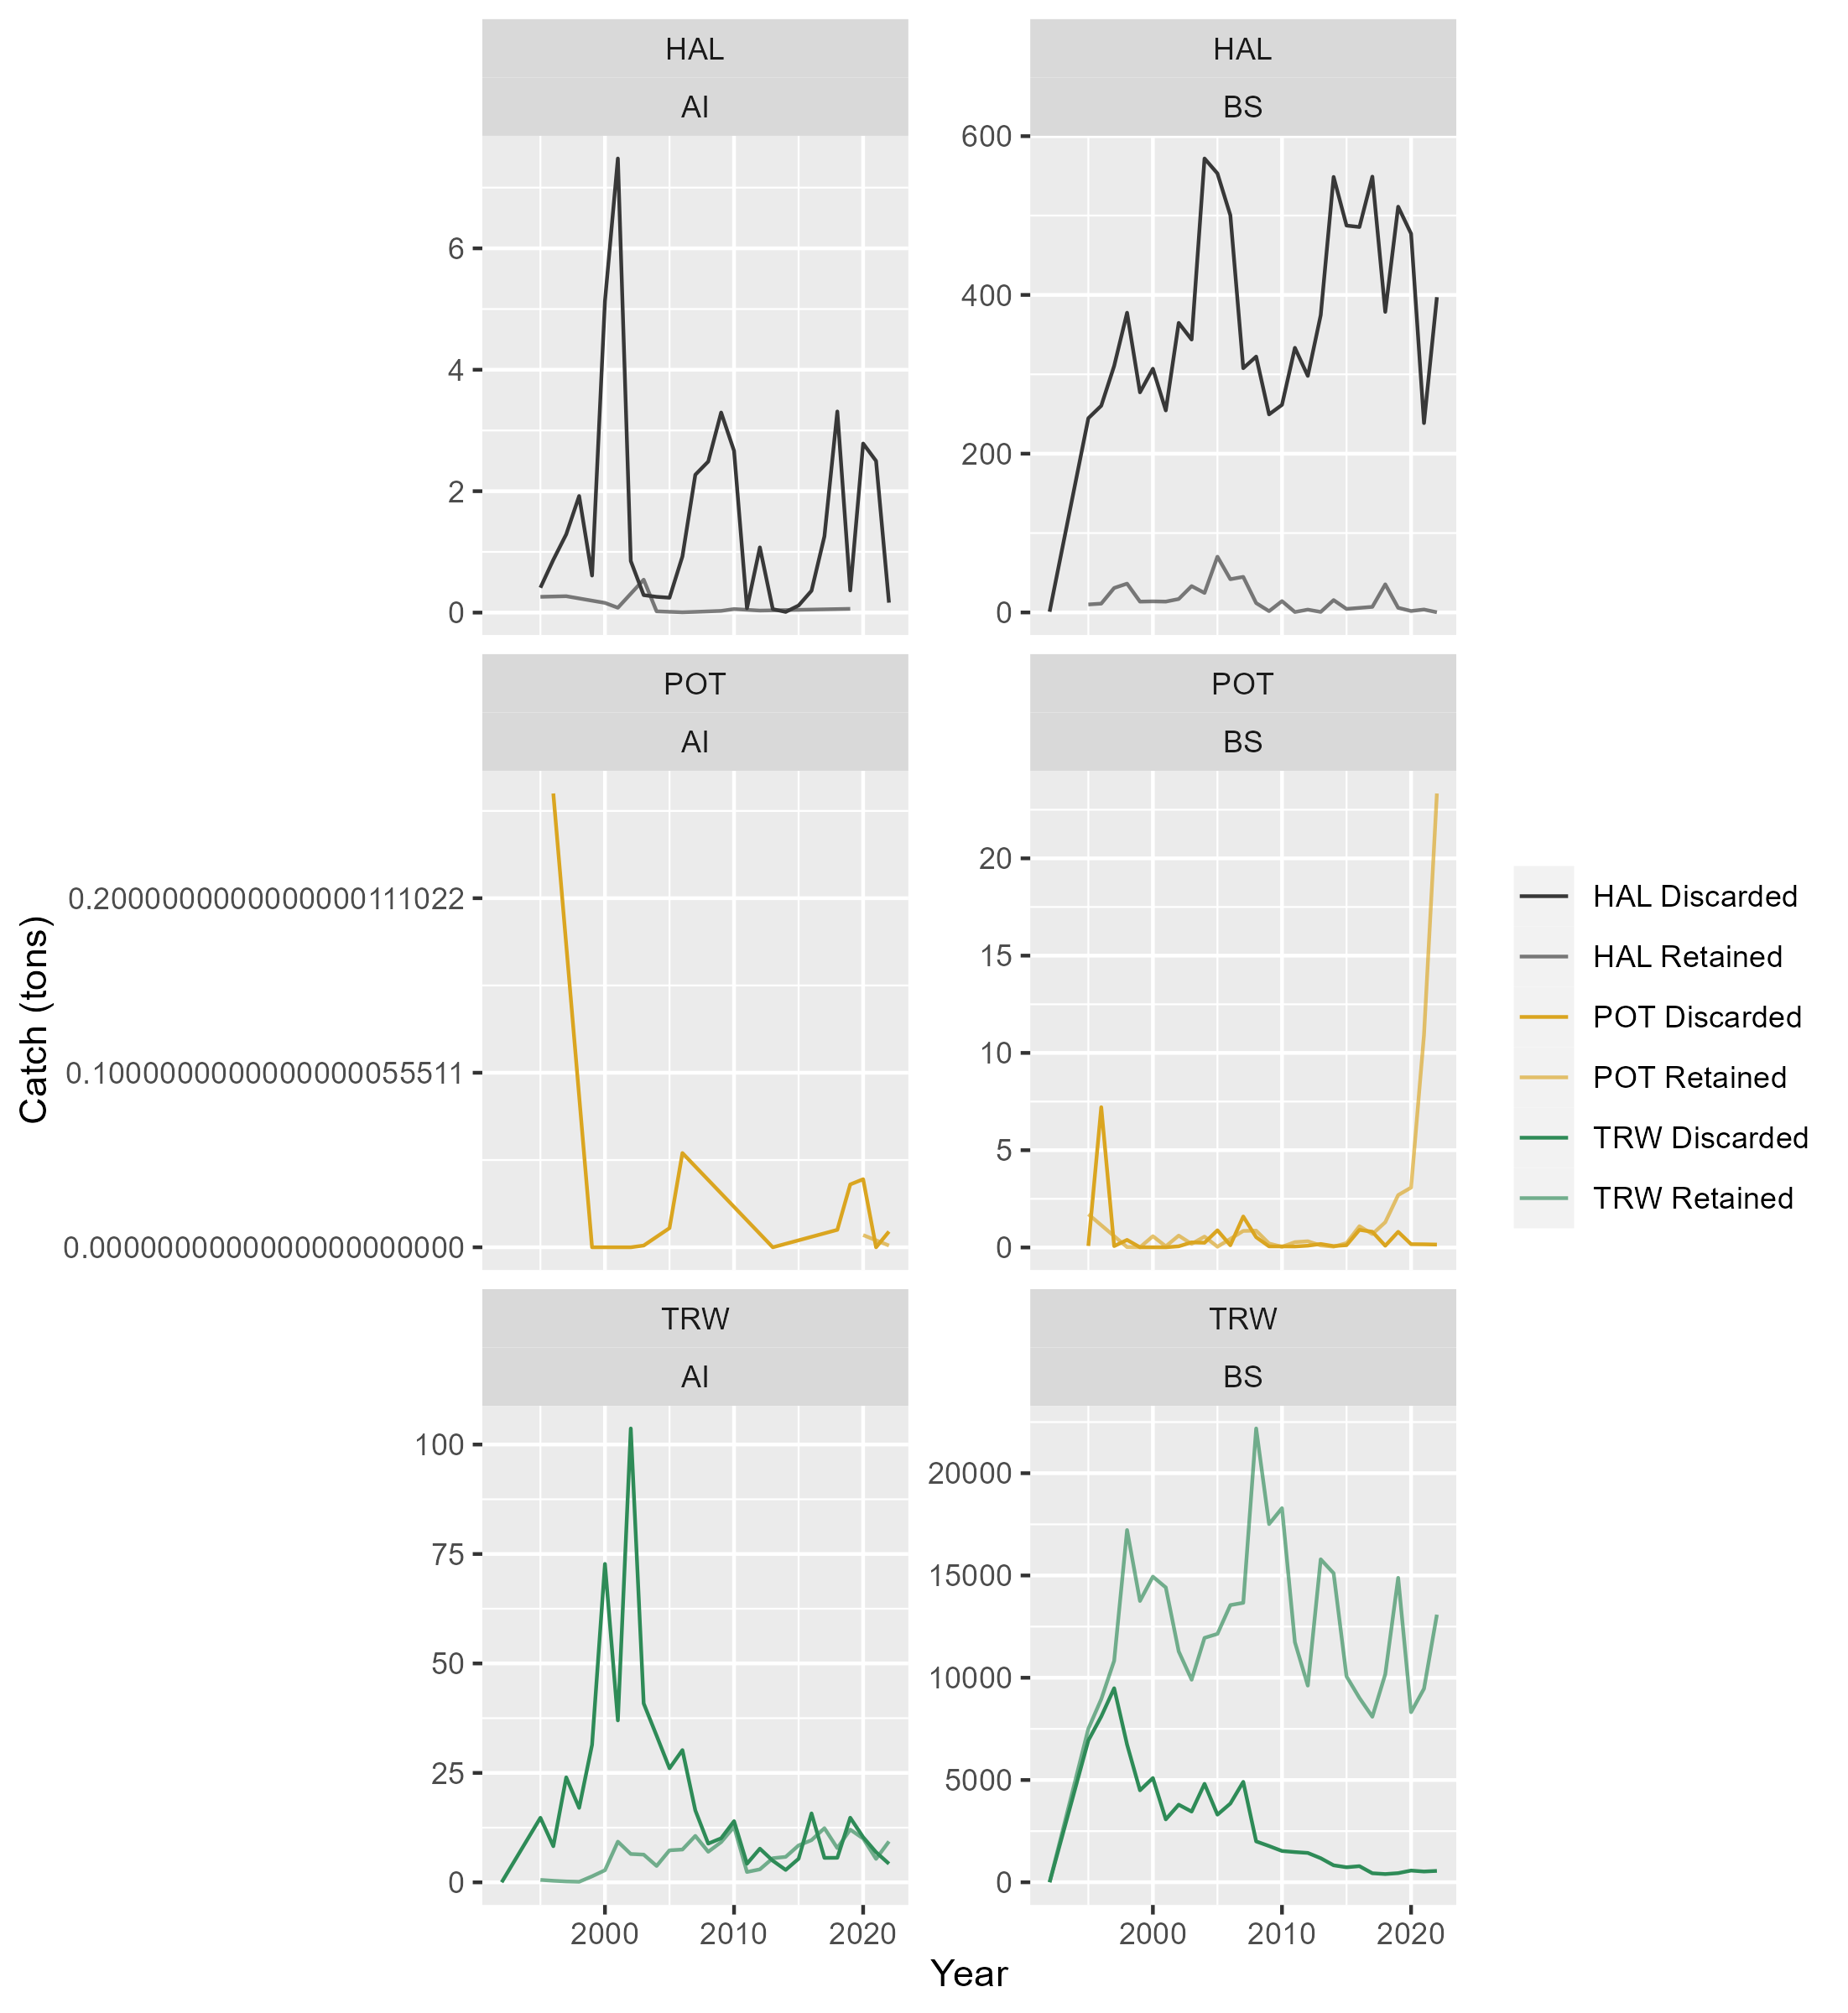 HAL
AI
HAL
BS
6
4
2
0
600
400
200
0
POT
AI
POT
BS
0.2000000000000000111022
0.1000000000000000055511
0.0000000000000000000000
20
15
10
5
0
TRW
AI
TRW
BS
100
75
50
25
0
20000
15000
10000
5000
0
2000 2010 2020
2000 2010 2020
Year
Catch (tons)
HAL Discarded
HAL Retained
POT Discarded
POT Retained
TRW Discarded
TRW Retained